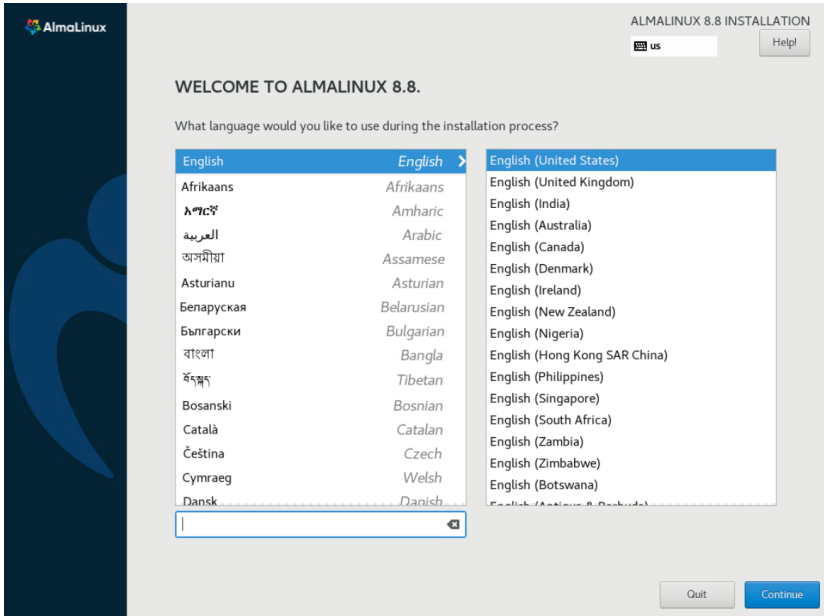 AlmaLinux
ALMALINUX 8.8 INSTALLATION
us
Help!
WELCOME TO ALMALINUX 8.8.
What language would you like to use during the installation process?
English English
Afrikaans Afrikaans
አማርኛ Amharic
العربية Arabic
অসমীয়া Assamese
Asturianu Asturian
Беларуская Belarusian
Български Bulgarian
বাংলা Bangla
བོད་སྐད་ Tibetan
Bosanski Bosnian
Català Catalan
Čeština Czech
Cymraeg Welsh
Dansk Danish
English (United States)
English (United Kingdom)
English (India)
English (Australia)
English (Canada)
English (Denmark)
English (Ireland)
English (New Zealand)
English (Nigeria)
English (Hong Kong SAR China)
English (Philippines)
English (Singapore)
English (South Africa)
English (Zambia)
English (Zimbabwe)
English (Botswana)
English (Antigua & Barbuda)
Quit
Continue